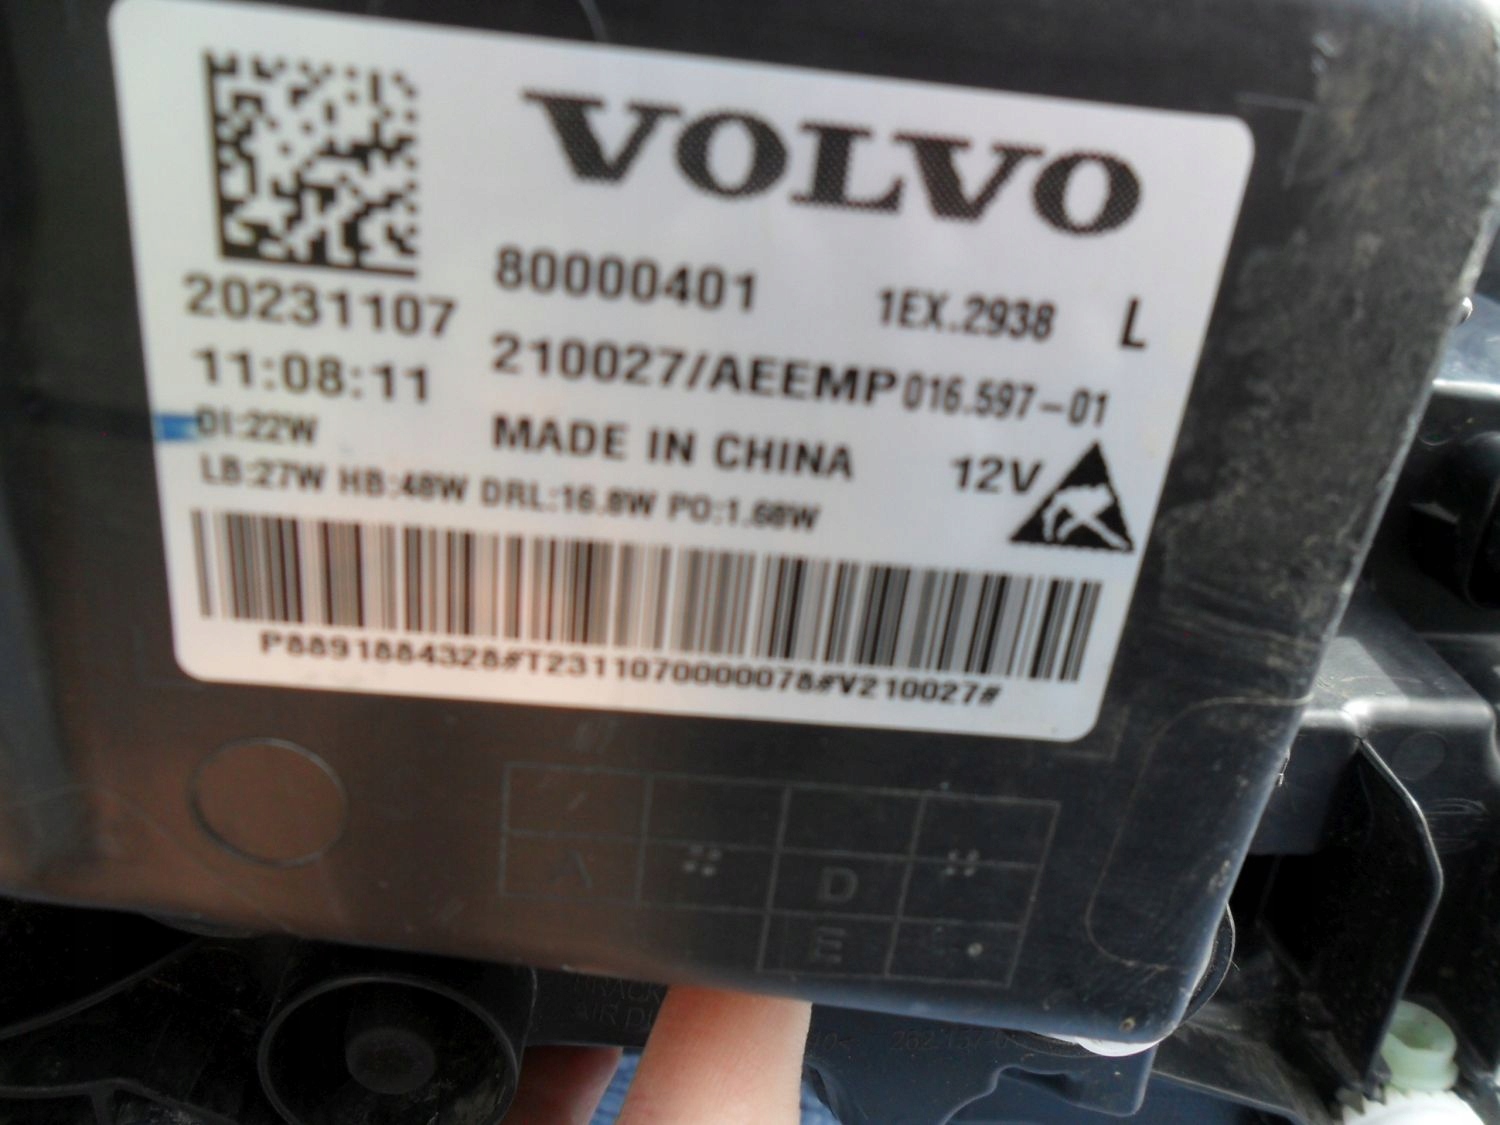 VOLVO
80000401 1EX.2938 L
20231107
210027/AEEMP 016.597-01
11:08:11
DI:22W
MADE IN CHINA 12V
LB:27W HB:48W DRL:16.8W PO:1.68W
P8891884328#T2311070000078#V210027#
A D
E